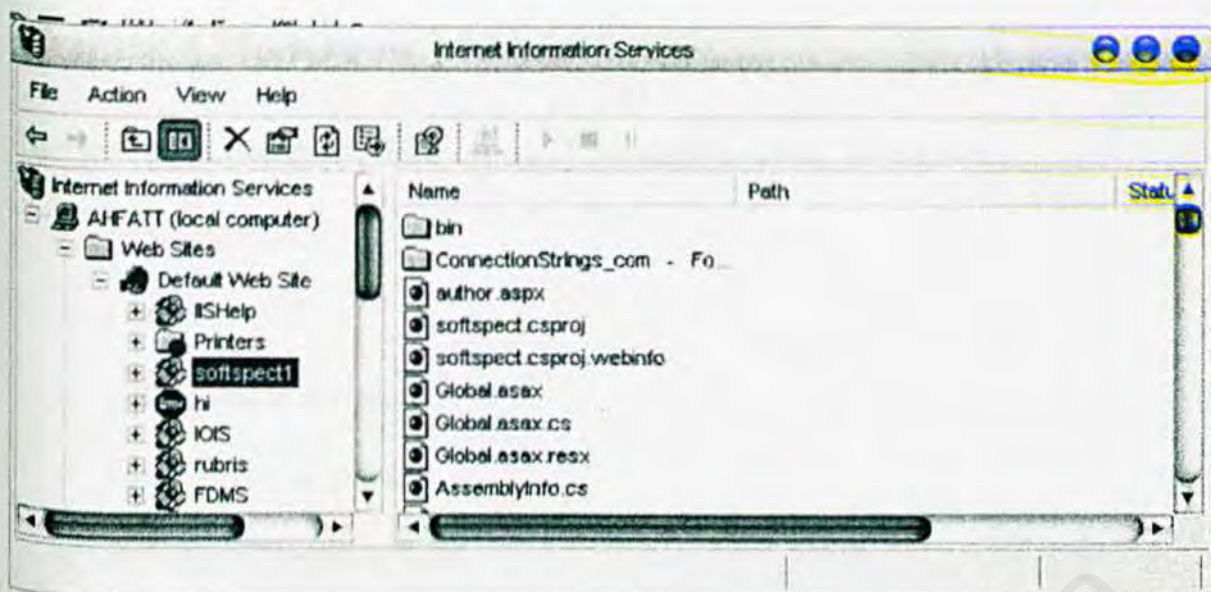 Internet Information Services
File Action View Help
Internet Information Services
AHFATT (local computer)
Web Sites
Default Web Site
IISHelp
Printers
softspect1
hi
IOIS
rubris
FDMS
Name Path Statu
bin
ConnectionStrings_com - Fo...
author.aspx
softspect.csproj
softspect.csproj.webinfo
Global.asax
Global.asax.cs
Global.asax.resx
AssemblyInfo.cs